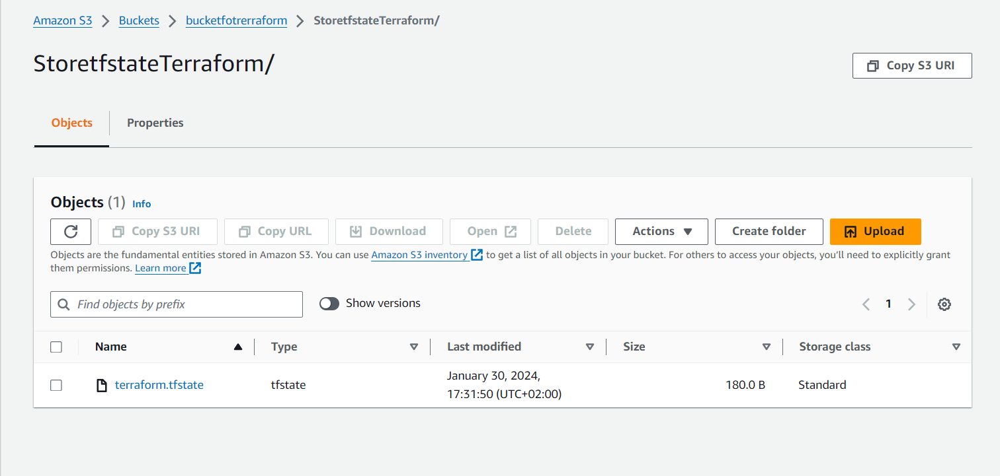 Amazon S3 Buckets bucketfotrerraform StoretfstateTerraform/
StoretfstateTerraform/
Copy S3 URI
Objects Properties
Objects (1) Info
Copy S3 URI Copy URL Download Open Delete Actions Create folder Upload
Objects are the fundamental entities stored in Amazon S3. You can use Amazon S3 inventory to get a list of all objects in your bucket. For others to access your objects, you’ll need to explicitly grant
them permissions. Learn more
Find objects by prefix Show versions 1
Name Type Last modified Size Storage class
terraform.tfstate tfstate January 30, 2024, 180.0 B Standard
17:31:50 (UTC+02:00)